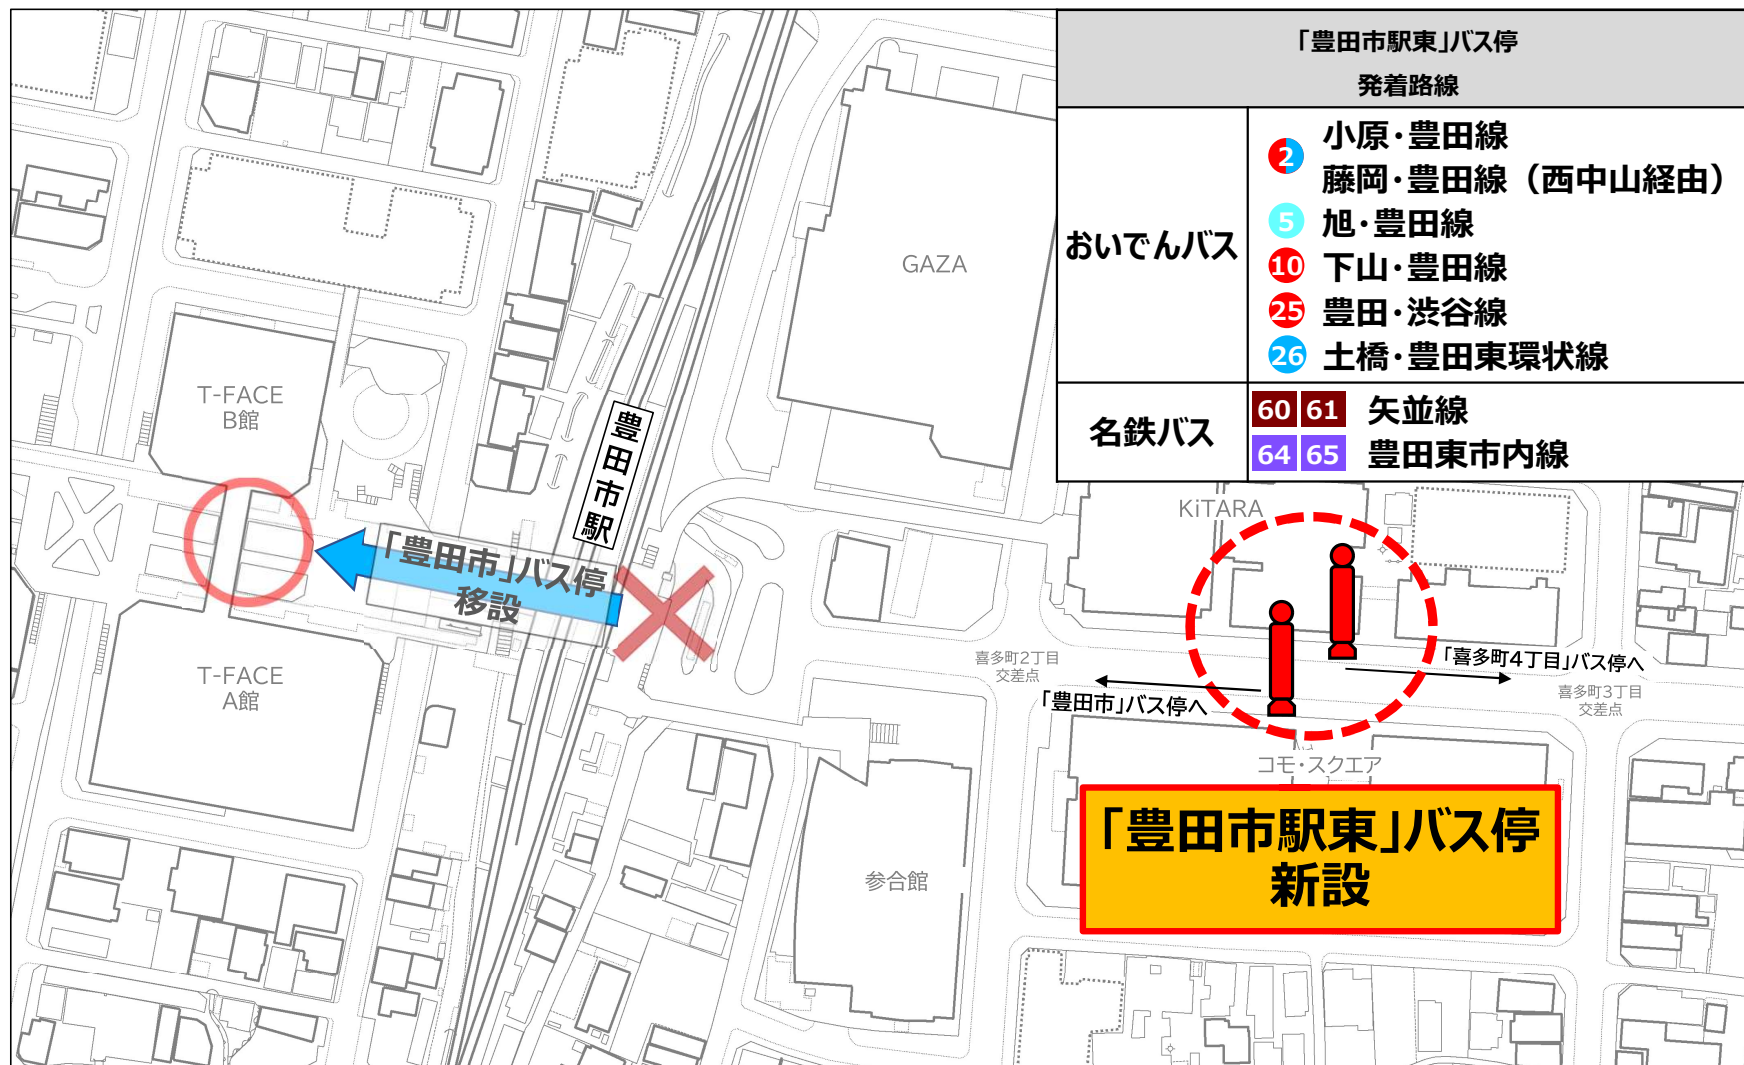 「豊田市駅東」バス停
発着路線
おいでんバス
2 小原・豊田線
藤岡・豊田線（西中山経由）
5 旭・豊田線
10 下山・豊田線
25 豊田・渋谷線
26 土橋・豊田東環状線
名鉄バス
60 61 矢並線
64 65 豊田東市内線
GAZA
T-FACE
B館
豊田市駅
KiTARA
「豊田市」バス停
移設
T-FACE
A館
喜多町2丁目
交差点
「喜多町4丁目」バス停へ
「豊田市」バス停へ
喜多町3丁目
交差点
コモ・スクエア
「豊田市駅東」バス停
新設
参合館